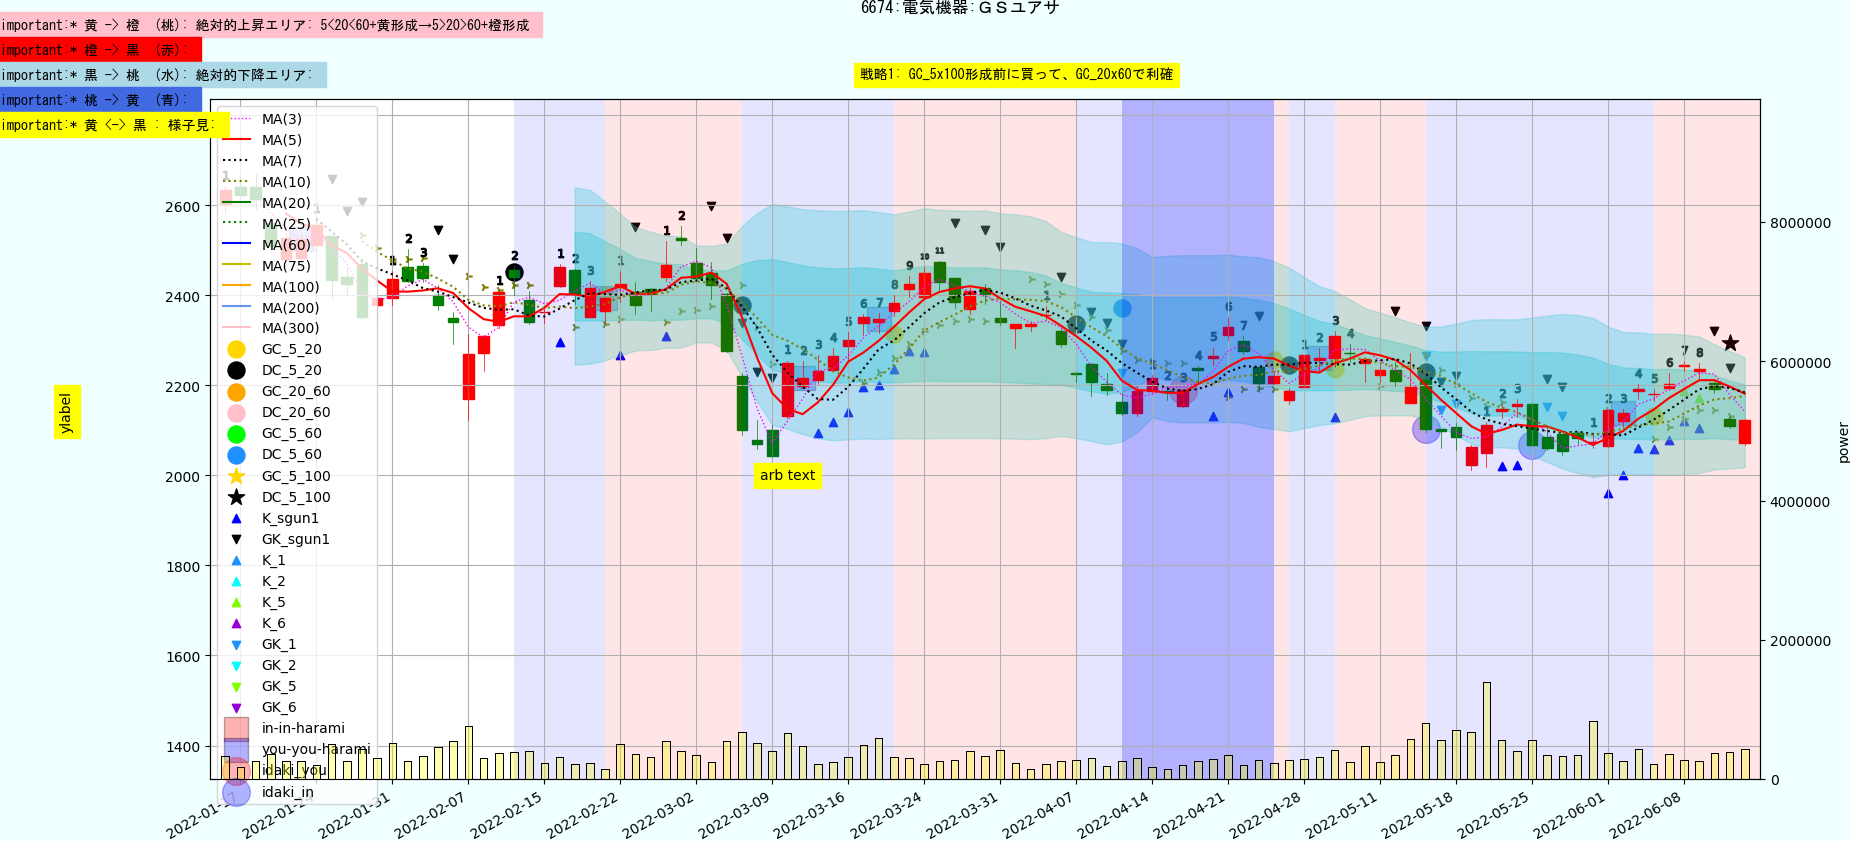 6674:電気機器:ＧＳユアサ
important:* 黄 -> 橙 （桃）: 絶対的上昇エリア: 5<20<60+黄形成→5>20>60+橙形成
important:* 橙 -> 黒 （赤）:
important:* 黒 -> 桃 （水）: 絶対的下降エリア:
戦略1: GC_5x100形成前に買って、GC_20x60で利確
important:* 桃 -> 黄 （青）:
important:* 黄 <-> 黒 : 様子見:
MA(3)
MA(5)
MA(7)
MA(10)
MA(20)
MA(25)
MA(60)
MA(75)
MA(100)
MA(200)
MA(300)
GC_5_20
DC_5_20
GC_20_60
DC_20_60
GC_5_60
DC_5_60
GC_5_100
DC_5_100
K_sgun1
GK_sgun1
K_1
K_2
K_5
K_6
GK_1
GK_2
GK_5
GK_6
in-in-harami
you-you-harami
idaki_you
idaki_in
2600
2400
2200
2000
1800
1600
1400
ylabel
arb text
8000000
6000000
4000000
2000000
0
power
2022-01-17
2022-01-24
2022-01-31
2022-02-07
2022-02-15
2022-02-22
2022-03-02
2022-03-09
2022-03-16
2022-03-24
2022-03-31
2022-04-07
2022-04-14
2022-04-21
2022-04-28
2022-05-11
2022-05-18
2022-05-25
2022-06-01
2022-06-08